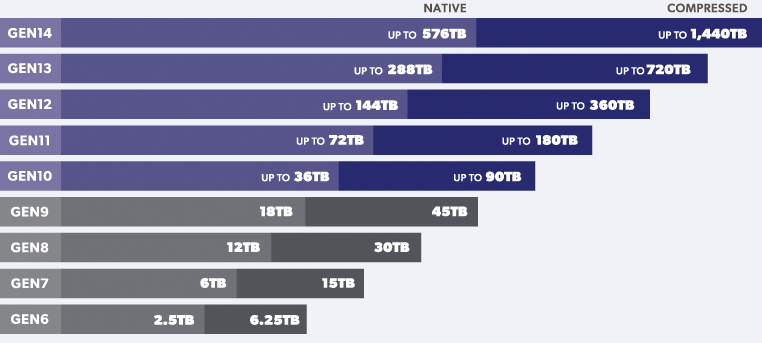 NATIVE COMPRESSED
GEN14 UP TO 576TB UP TO 1,440TB
GEN13 UP TO 288TB UP TO 720TB
GEN12 UP TO 144TB UP TO 360TB
GEN11 UP TO 72TB UP TO 180TB
GEN10 UP TO 36TB UP TO 90TB
GEN9 18TB 45TB
GEN8 12TB 30TB
GEN7 6TB 15TB
GEN6 2.5TB 6.25TB